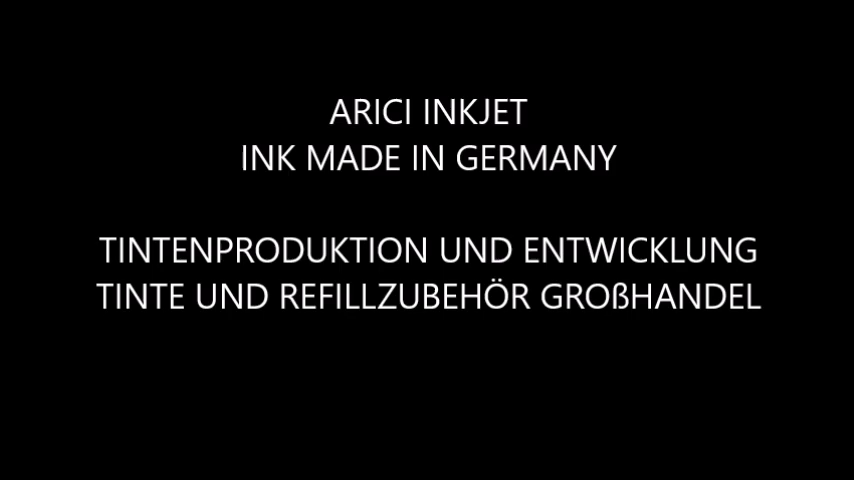 ARICI INKJET
INK MADE IN GERMANY
TINTENPRODUKTION UND ENTWICKLUNG
TINTE UND REFILLZUBEHÖR GROßHANDEL